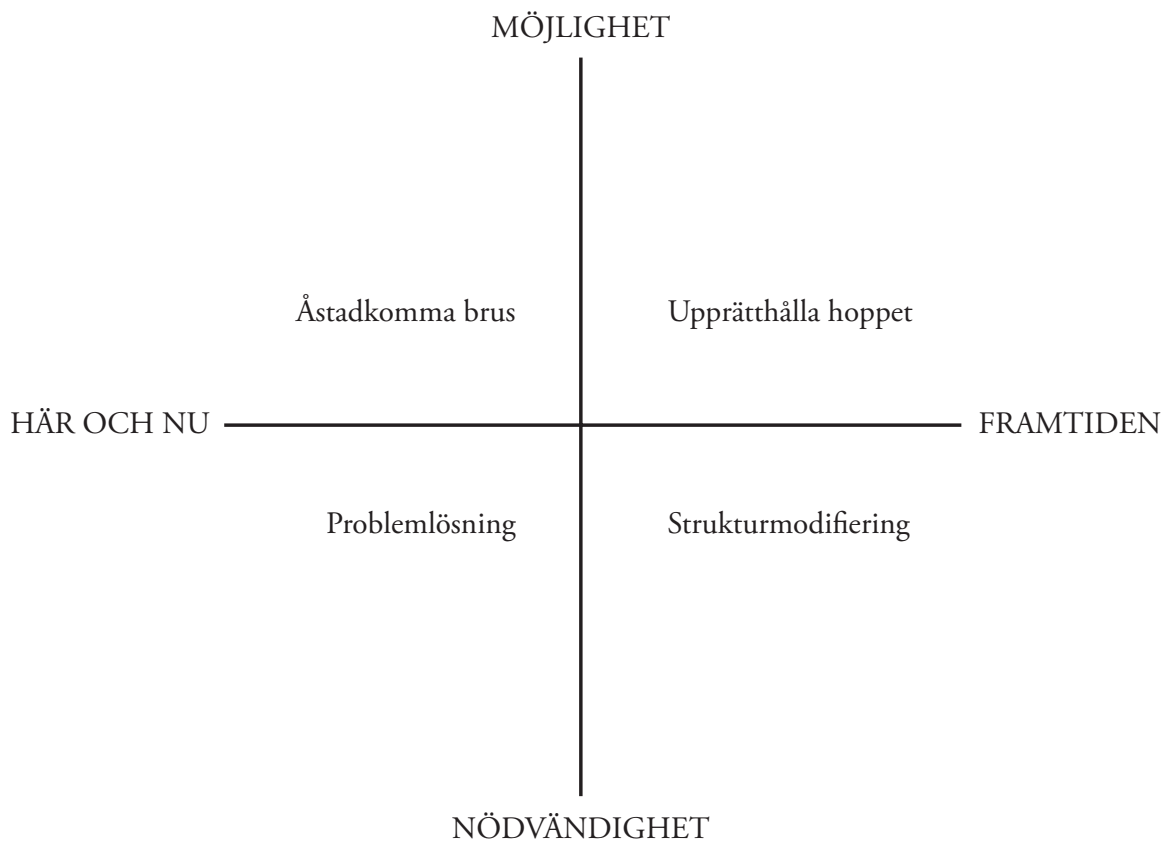 MÖJLIGHET
Åstadkomma brus
Upprätthålla hoppet
HÄR OCH NU
FRAMTIDEN
Problemlösning
Strukturmodifiering
NÖDVÄNDIGHET